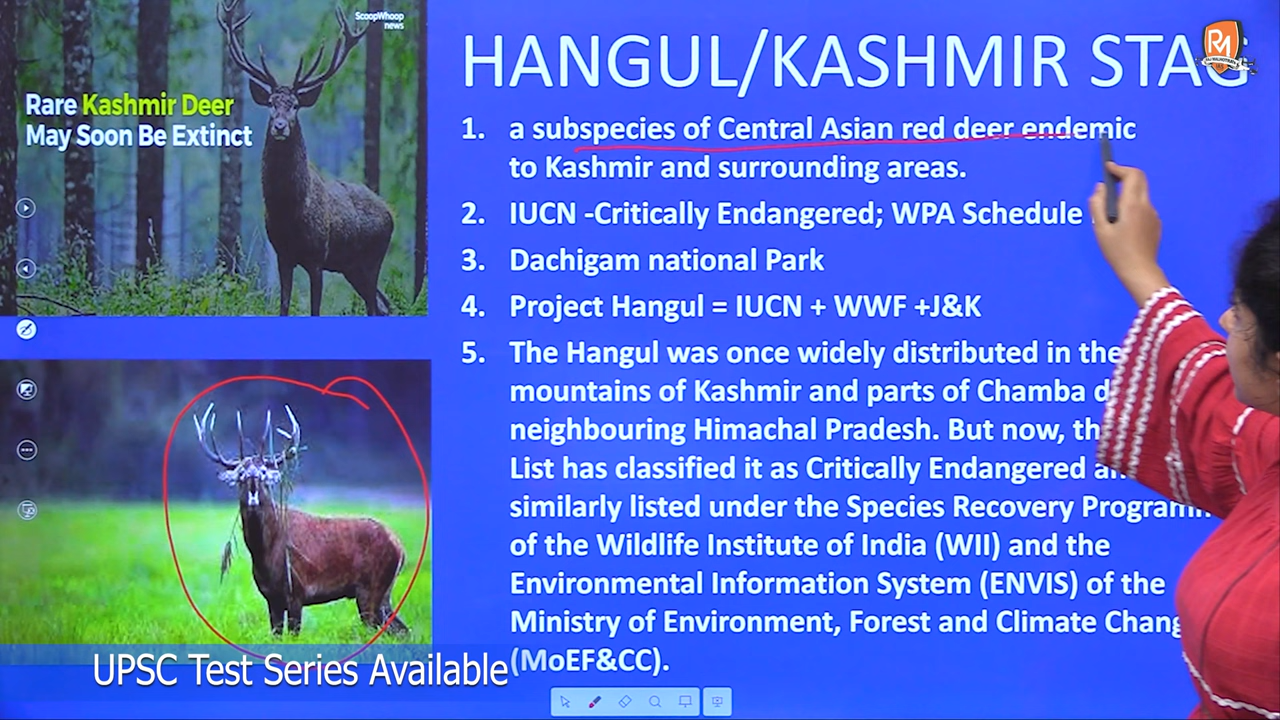 ScoopWhoop
news
Rare Kashmir Deer
May Soon Be Extinct
HANGUL/KASHMIR STAG
1. a subspecies of Central Asian red deer endemic
to Kashmir and surrounding areas.
2. IUCN -Critically Endangered; WPA Schedule
3. Dachigam national Park
4. Project Hangul = IUCN + WWF +J&K
5. The Hangul was once widely distributed in the
mountains of Kashmir and parts of Chamba d
neighbouring Himachal Pradesh. But now, th
List has classified it as Critically Endangered an
similarly listed under the Species Recovery Programm
of the Wildlife Institute of India (WII) and the
Environmental Information System (ENVIS) of the
Ministry of Environment, Forest and Climate Chang
(MoEF&CC).
UPSC Test Series Available
RM